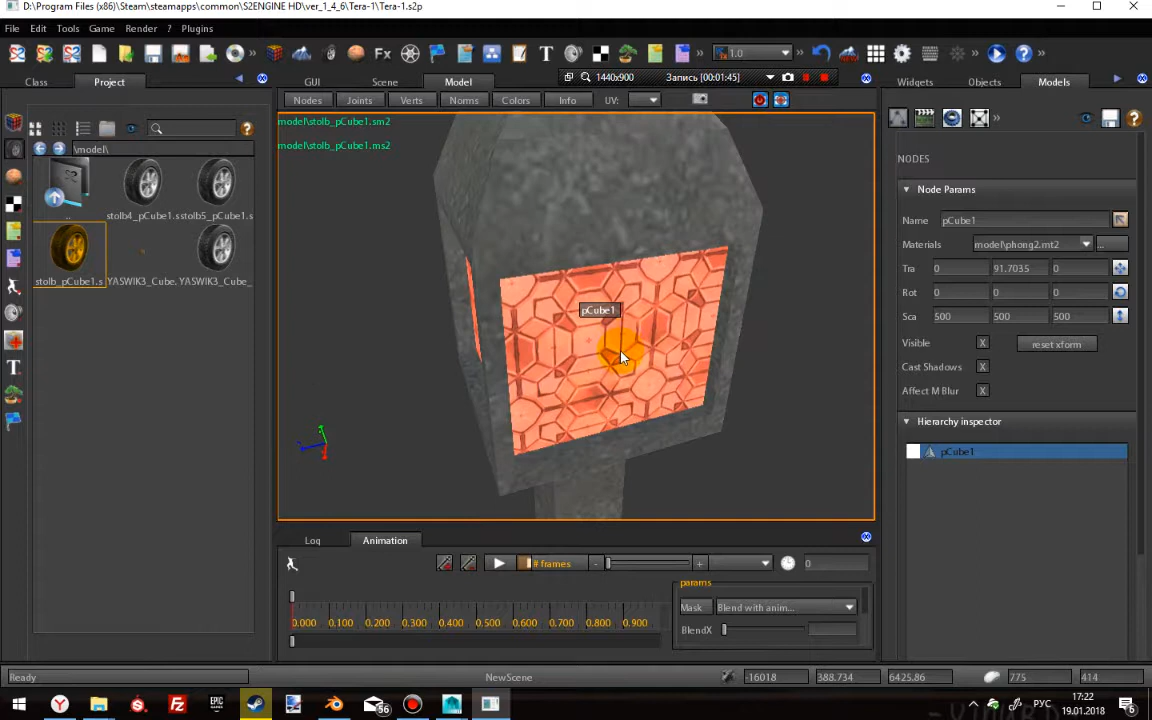 D:\Program Files (x86)\Steam\steamapps\common\S2ENGINE HD\ver_1_4_6\Tera-1\Tera-1.s2p
File Edit Tools Game Render ? Plugins
Fx T 1.0
Class Project GUI Scene Model Widgets Objects Models
1440x900 Запись [00:01:45]
Nodes Joints Verts Norms Colors Info UV:
\model\
model\stolb_pCube1.sm2
model\stolb_pCube1.ms2
.. stolb4_pCube1.s stolb5_pCube1.s
stolb_pCube1.s YASWIK3_Cube. YASWIK3_Cube_
pCube1
NODES
Node Params
Name pCube1
Materials model\phong2.mt2 ...
Tra 0 91.7035 0
Rot 0 0 0
Sca 500 500 500
Visible X reset xform
Cast Shadows X
Affect M Blur X
Hierarchy inspector
pCube1
Log Animation
# frames - + 0
params
Mask Blend with anim...
BlendX
0.000 0.100 0.200 0.300 0.400 0.500 0.600 0.700 0.800 0.900
Ready NewScene -16018 388.734 6425.86 775 414
EPIC 56 РУС 17:22
19.01.2018 6